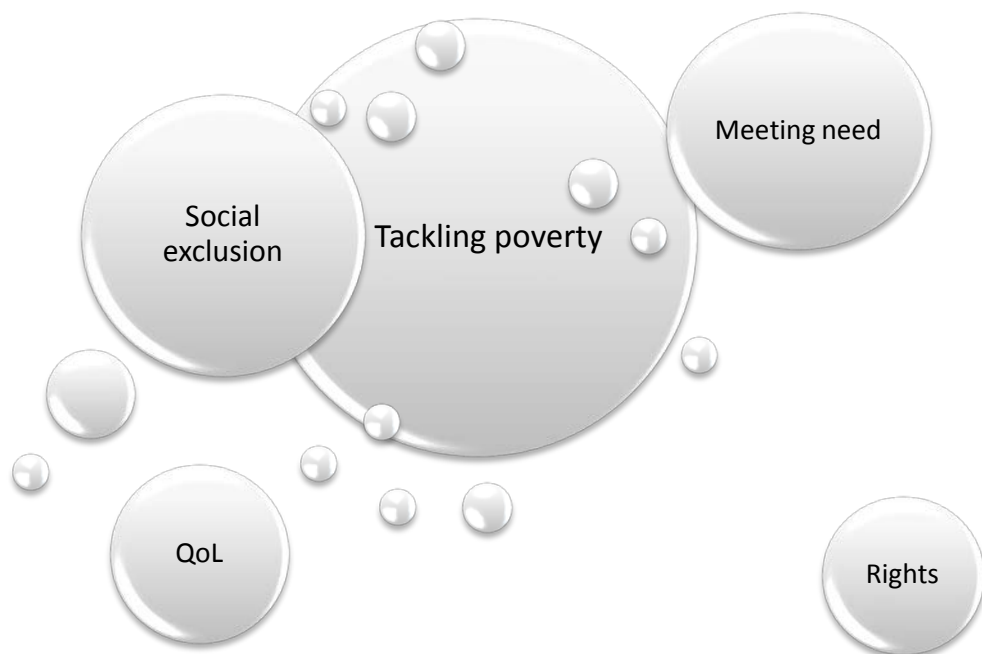 Meeting need
Social
exclusion
Tackling poverty
QoL
Rights